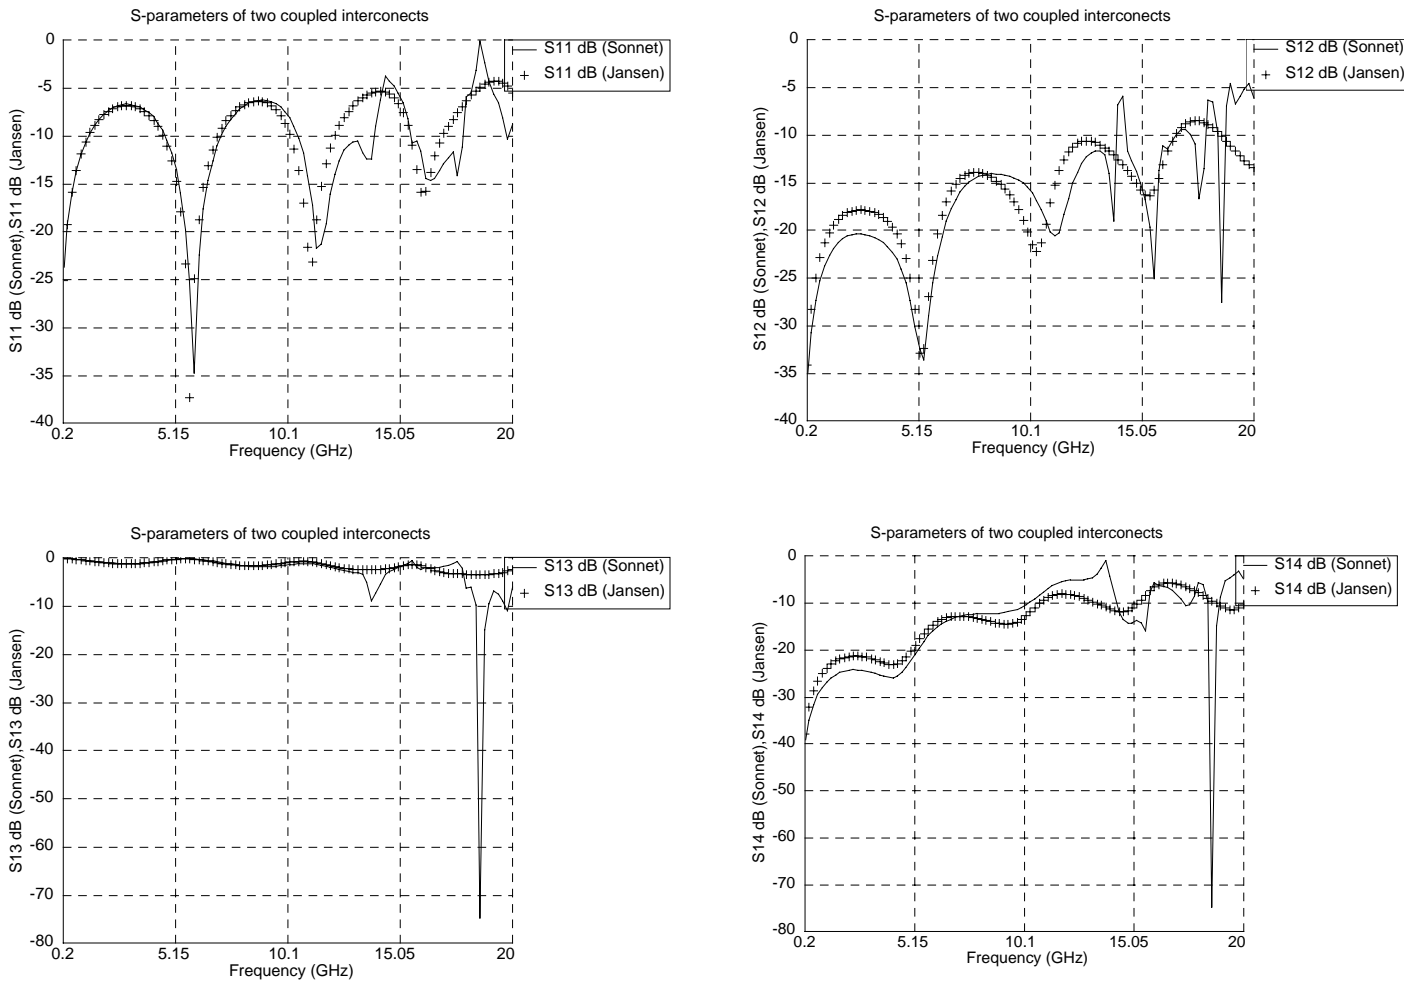 S-parameters of two coupled interconects
S11 dB (Sonnet)
S11 dB (Jansen)
S11 dB (Sonnet),S11 dB (Jansen)
0
-5
-10
-15
-20
-25
-30
-35
-40
0.2
5.15
10.1
15.05
20
Frequency (GHz)
S-parameters of two coupled interconects
S12 dB (Sonnet)
S12 dB (Jansen)
S12 dB (Sonnet),S12 dB (Jansen)
0
-5
-10
-15
-20
-25
-30
-35
-40
0.2
5.15
10.1
15.05
20
Frequency (GHz)
S-parameters of two coupled interconects
S13 dB (Sonnet)
S13 dB (Jansen)
S13 dB (Sonnet),S13 dB (Jansen)
0
-10
-20
-30
-40
-50
-60
-70
-80
0.2
5.15
10.1
15.05
20
Frequency (GHz)
S-parameters of two coupled interconects
S14 dB (Sonnet)
S14 dB (Jansen)
S14 dB (Sonnet),S14 dB (Jansen)
0
-10
-20
-30
-40
-50
-60
-70
-80
0.2
5.15
10.1
15.05
20
Frequency (GHz)